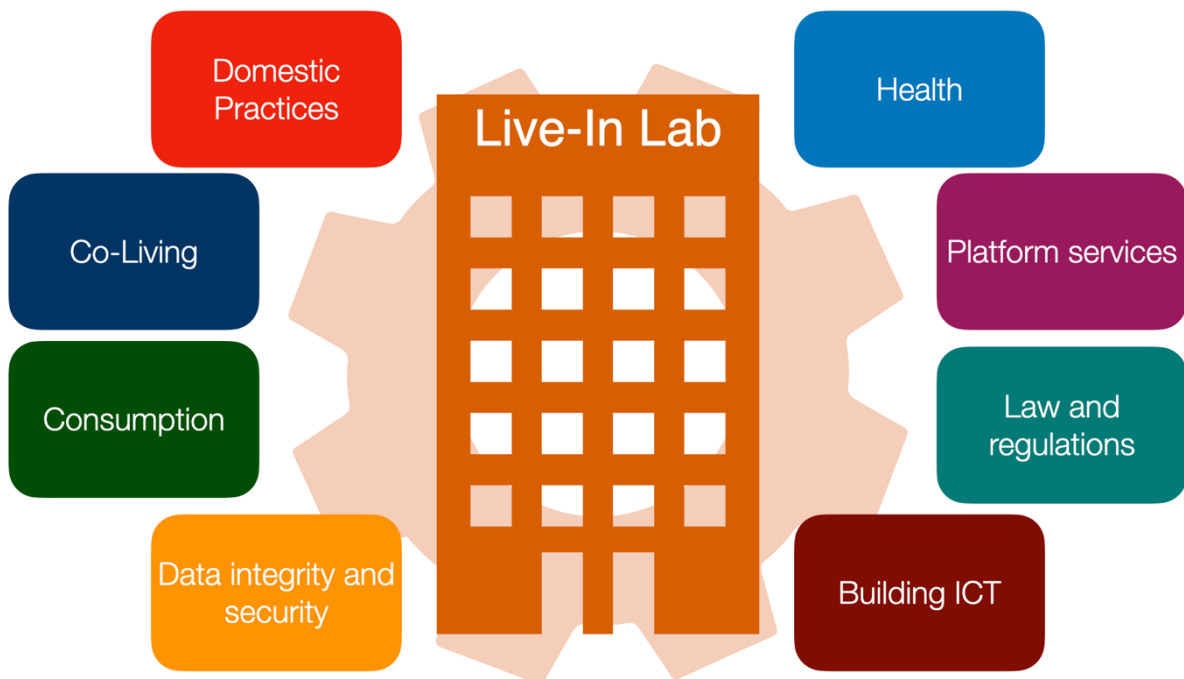 Domestic
Practices
Live-In Lab
Health
Co-Living
Platform services
Consumption
Law and
regulations
Data integrity and
security
Building ICT